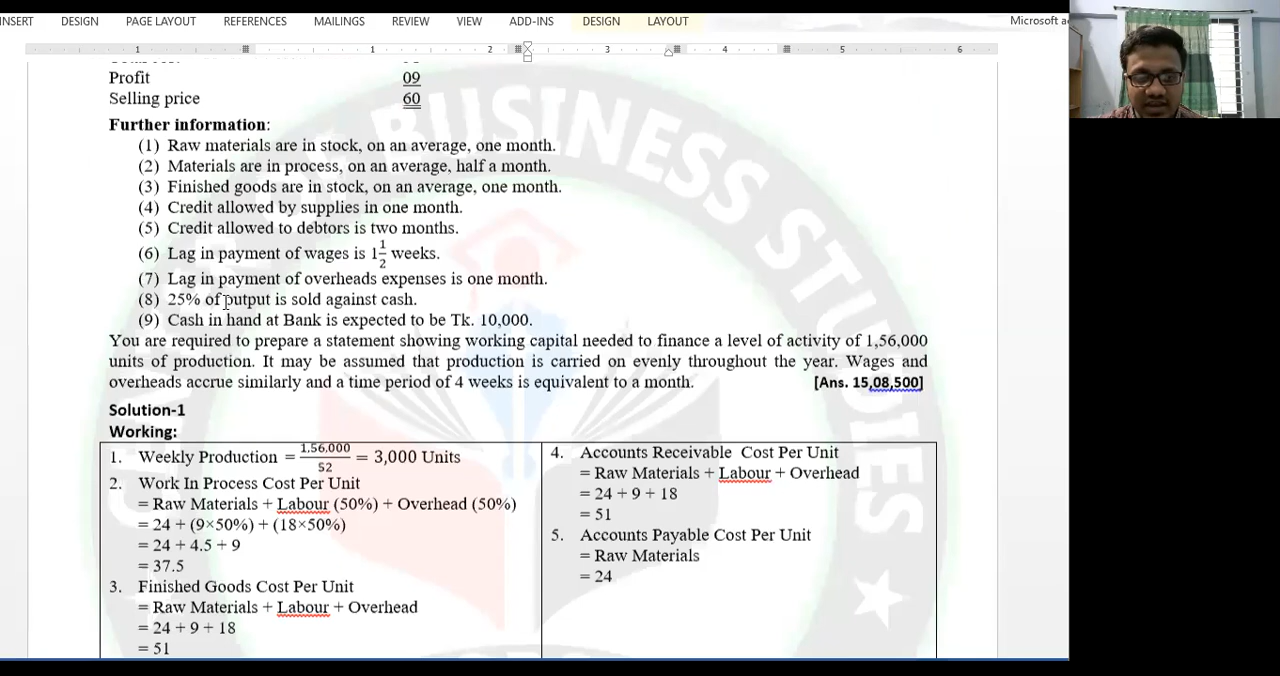 INSERT DESIGN PAGE LAYOUT REFERENCES MAILINGS REVIEW VIEW ADD-INS DESIGN LAYOUT Microsoft a
1 1 2 3 4 5 6
Profit 09
Selling price 60
Further information:
(1) Raw materials are in stock, on an average, one month.
(2) Materials are in process, on an average, half a month.
(3) Finished goods are in stock, on an average, one month.
(4) Credit allowed by supplies in one month.
(5) Credit allowed to debtors is two months.
(6) Lag in payment of wages is 1 1/2 weeks.
(7) Lag in payment of overheads expenses is one month.
(8) 25% of output is sold against cash.
(9) Cash in hand at Bank is expected to be Tk. 10,000.
You are required to prepare a statement showing working capital needed to finance a level of activity of 1,56,000
units of production. It may be assumed that production is carried on evenly throughout the year. Wages and
overheads accrue similarly and a time period of 4 weeks is equivalent to a month. [Ans. 15,08,500]
Solution-1
Working:
1. Weekly Production = 1,56,000/52 = 3,000 Units
2. Work In Process Cost Per Unit
= Raw Materials + Labour (50%) + Overhead (50%)
= 24 + (9×50%) + (18×50%)
= 24 + 4.5 + 9
= 37.5
3. Finished Goods Cost Per Unit
= Raw Materials + Labour + Overhead
= 24 + 9 + 18
= 51
4. Accounts Receivable Cost Per Unit
= Raw Materials + Labour + Overhead
= 24 + 9 + 18
= 51
5. Accounts Payable Cost Per Unit
= Raw Materials
= 24
BUSINESS STUDIES